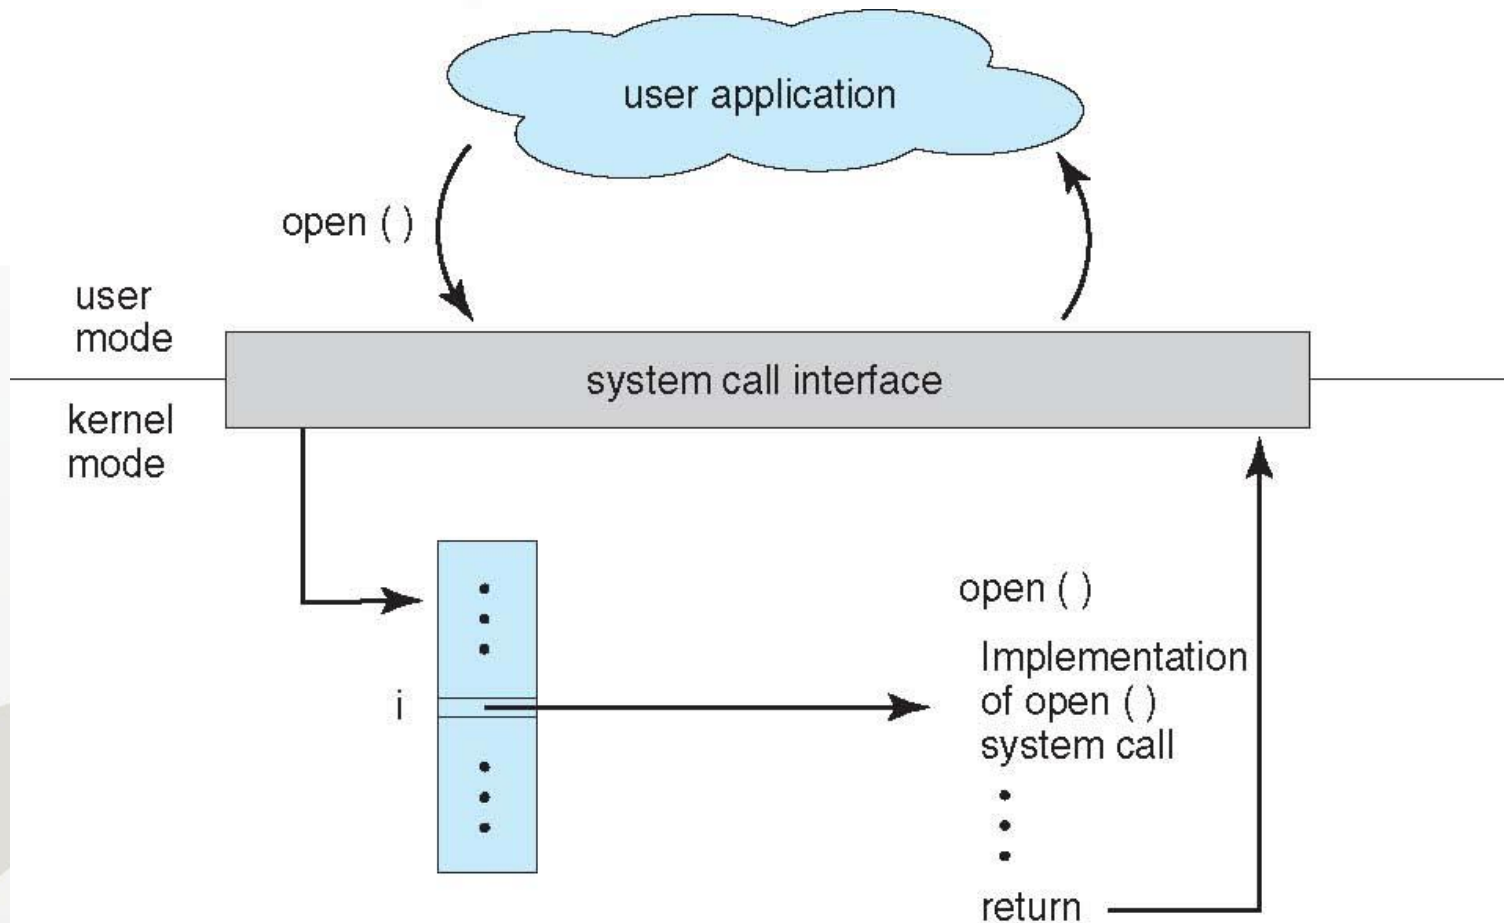 user application
open ( )
user
mode
system call interface
kernel
mode
open ( )
Implementation
of open ( )
system call
i
return